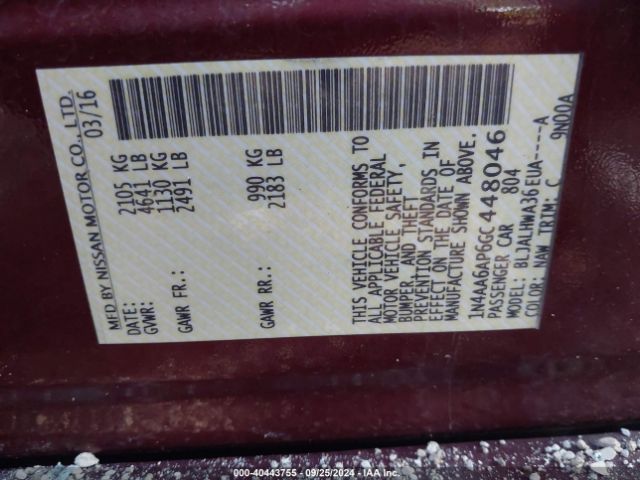 MFD BY NISSAN MOTOR CO., LTD.
DATE: 03/16
GVWR: 2105 KG
4641 LB
GAWR FR.: 1130 KG
2491 LB
GAWR RR.: 990 KG
2183 LB
THIS VEHICLE CONFORMS TO
ALL APPLICABLE FEDERAL
MOTOR VEHICLE SAFETY,
BUMPER AND THEFT
PREVENTION STANDARDS IN
EFFECT ON THE DATE OF
MANUFACTURE SHOWN ABOVE.
1N4AA6AP6GC448046
PASSENGER CAR 804
MODEL: BLJALHWA36EUA----A
COLOR: NAW TRIM: C 9N00A
000-40443755 - 09/25/2024 - IAA Inc.